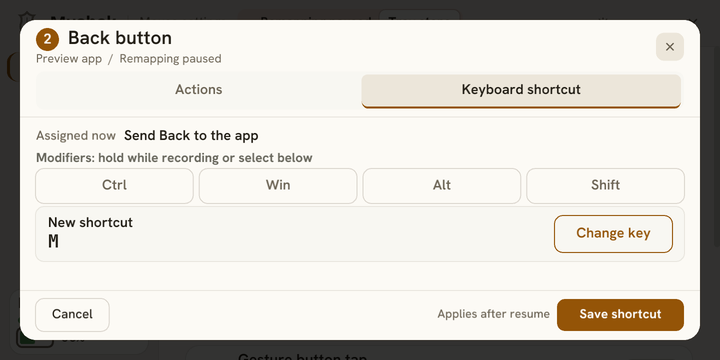 2 Back button
Preview app / Remapping paused
Actions
Keyboard shortcut
Assigned now Send Back to the app
Modifiers: hold while recording or select below
Ctrl
Win
Alt
Shift
New shortcut
M
Change key
Cancel
Applies after resume
Save shortcut